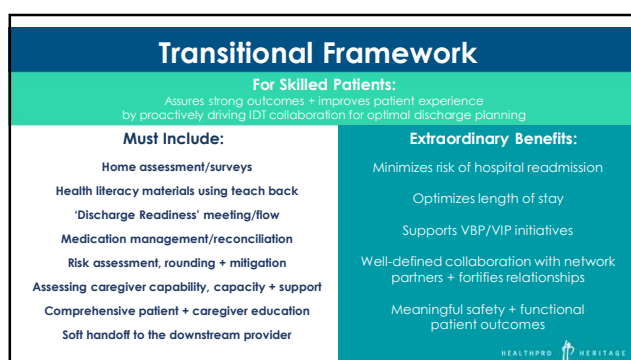 Transitional Framework
For Skilled Patients:
Assures strong outcomes + improves patient experience
by proactively driving IDT collaboration for optimal discharge planning
Must Include:
Home assessment/surveys
Health literacy materials using teach back
‘Discharge Readiness’ meeting/flow
Medication management/reconciliation
Risk assessment, rounding + mitigation
Assessing caregiver capability, capacity + support
Comprehensive patient + caregiver education
Soft handoff to the downstream provider
Extraordinary Benefits:
Minimizes risk of hospital readmission
Optimizes length of stay
Supports VBP/VIP initiatives
Well-defined collaboration with network
partners + fortifies relationships
Meaningful safety + functional
patient outcomes
HEALTHPRO HERITAGE